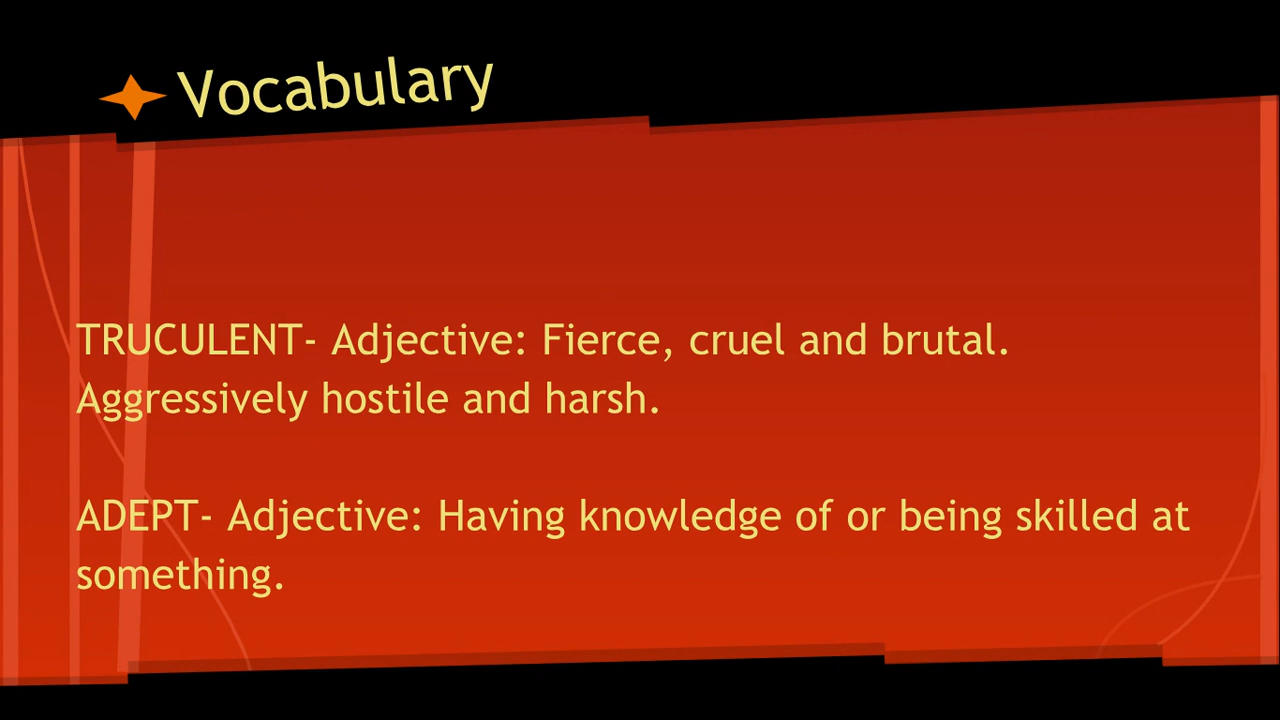 Vocabulary
TRUCULENT- Adjective: Fierce, cruel and brutal.
Aggressively hostile and harsh.
ADEPT- Adjective: Having knowledge of or being skilled at
something.